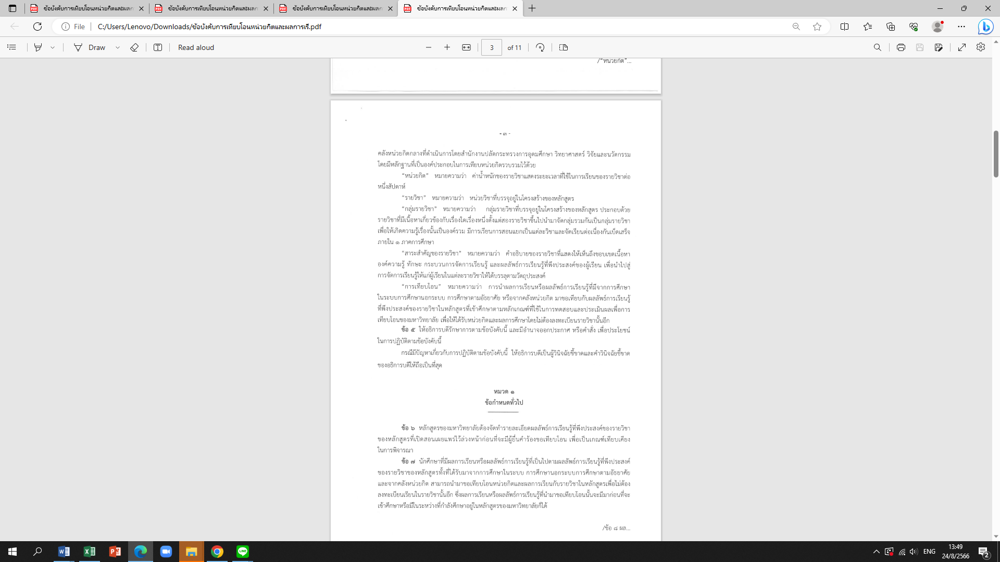 ข้อบังคับการเทียบโอนหน่วยกิตและผลก
ข้อบังคับการเทียบโอนหน่วยกิตและผลก
ข้อบังคับการเทียบโอนหน่วยกิตและผลก
ข้อบังคับการเทียบโอนหน่วยกิตและผลก
File
C:/Users/Lenovo/Downloads/ข้อบังคับการเทียบโอนหน่วยกิตและผลการเรี.pdf
Draw
Read aloud
3 of 11
/“หน่วยกิต”...
- ๓ -
คลังหน่วยกิตกลางที่ดำเนินการโดยสำนักงานปลัดกระทรวงการอุดมศึกษา วิทยาศาสตร์ วิจัยและนวัตกรรม
โดยมีหลักฐานที่เป็นองค์ประกอบในการเทียบหน่วยกิตรวบรวมไว้ด้วย
“หน่วยกิต” หมายความว่า ค่าน้ำหนักของรายวิชาแสดงระยะเวลาที่ใช้ในการเรียนของรายวิชาต่อ
หนึ่งสัปดาห์
“รายวิชา” หมายความว่า หน่วยวิชาที่บรรจุอยู่ในโครงสร้างของหลักสูตร
“กลุ่มรายวิชา” หมายความว่า กลุ่มรายวิชาที่บรรจุอยู่ในโครงสร้างของหลักสูตร ประกอบด้วย
รายวิชาที่มีเนื้อหาเกี่ยวข้องกับเรื่องใดเรื่องหนึ่งตั้งแต่สองรายวิชาขึ้นไปนำมาจัดกลุ่มรวมกันเป็นกลุ่มรายวิชา
เพื่อให้เกิดความรู้เรื่องนั้นเป็นองค์รวม มีการเรียนการสอนแยกเป็นแต่ละวิชาและจัดเรียนต่อเนื่องกันเบ็ดเสร็จ
ภายใน ๑ ภาคการศึกษา
“สาระสำคัญของรายวิชา” หมายความว่า คำอธิบายของรายวิชาที่แสดงให้เห็นถึงขอบเขตเนื้อหา
องค์ความรู้ ทักษะ กระบวนการจัดการเรียนรู้ และผลลัพธ์การเรียนรู้ที่พึงประสงค์ของผู้เรียน เพื่อนำไปสู่
การจัดการเรียนรู้ให้แก่ผู้เรียนในแต่ละรายวิชาให้ได้บรรลุตามวัตถุประสงค์
“การเทียบโอน” หมายความว่า การนำผลการเรียนหรือผลลัพธ์การเรียนรู้ที่มีจากการศึกษา
ในระบบการศึกษานอกระบบ การศึกษาตามอัธยาศัย หรือจากคลังหน่วยกิต มาขอเทียบกับผลลัพธ์การเรียนรู้
ที่พึงประสงค์ของรายวิชาในหลักสูตรที่เข้าศึกษาตามหลักเกณฑ์ที่ใช้ในการทดสอบและประเมินผลเพื่อการ
เทียบโอนของมหาวิทยาลัย เพื่อให้ได้รับหน่วยกิตและผลการศึกษาโดยไม่ต้องลงทะเบียนรายวิชานั้นอีก
ข้อ ๕ ให้อธิการบดีรักษาการตามข้อบังคับนี้ และมีอำนาจออกประกาศ หรือคำสั่ง เพื่อประโยชน์
ในการปฏิบัติตามข้อบังคับนี้
กรณีมีปัญหาเกี่ยวกับการปฏิบัติตามข้อบังคับนี้ ให้อธิการบดีเป็นผู้วินิจฉัยชี้ขาดและคำวินิจฉัยชี้ขาด
ของอธิการบดีให้ถือเป็นที่สุด
หมวด ๑
ข้อกำหนดทั่วไป
ข้อ ๖ หลักสูตรของมหาวิทยาลัยต้องจัดทำรายละเอียดผลลัพธ์การเรียนรู้ที่พึงประสงค์ของรายวิชา
ของหลักสูตรที่เปิดสอนเผยแพร่ไว้ล่วงหน้าก่อนที่จะมีผู้ยื่นคำร้องขอเทียบโอน เพื่อเป็นเกณฑ์เทียบเคียง
ในการพิจารณา
ข้อ ๗ นักศึกษาที่มีผลการเรียนหรือผลลัพธ์การเรียนรู้ที่เป็นไปตามผลลัพธ์การเรียนรู้ที่พึงประสงค์
ของรายวิชาของหลักสูตรทั้งที่ได้รับมาจากการศึกษาในระบบ การศึกษานอกระบบการศึกษาตามอัธยาศัย
และจากคลังหน่วยกิต สามารถนำมาขอเทียบโอนหน่วยกิตและผลการเรียนกับรายวิชาในหลักสูตรเพื่อไม่ต้อง
ลงทะเบียนเรียนในรายวิชานั้นอีก ซึ่งผลการเรียนหรือผลลัพธ์การเรียนรู้ที่นำมาขอเทียบโอนนั้นจะมีมาก่อนที่จะ
เข้าศึกษาหรือมีในระหว่างที่กำลังศึกษาอยู่ในหลักสูตรของมหาวิทยาลัยก็ได้
/ข้อ ๘ ผล...
ENG
13:49
24/8/2566
2